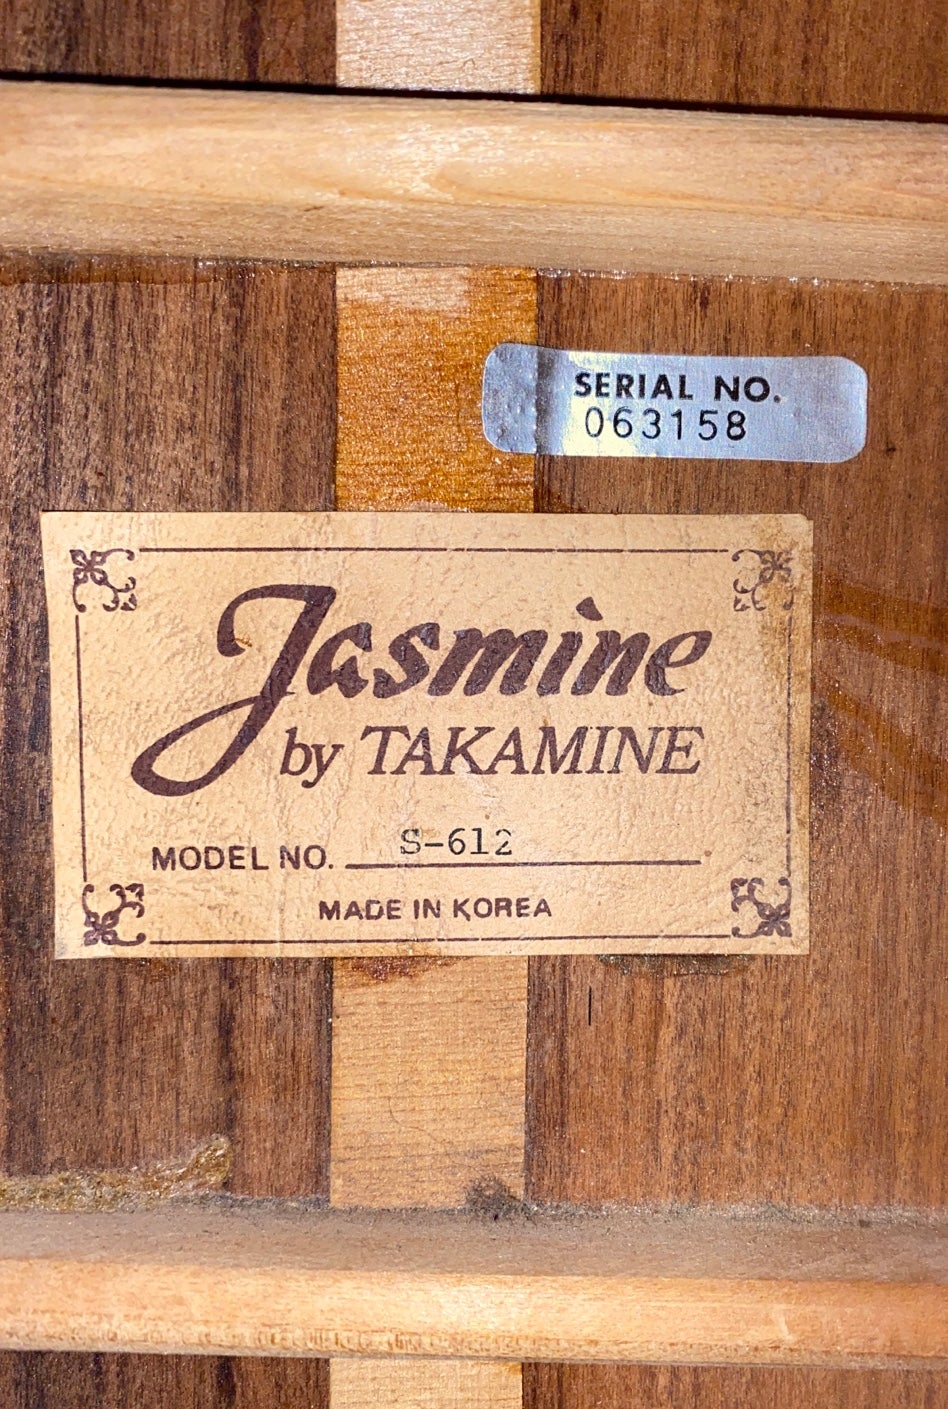 SERIAL NO.
063158
Jasmine
by TAKAMINE
MODEL NO. S-612
MADE IN KOREA